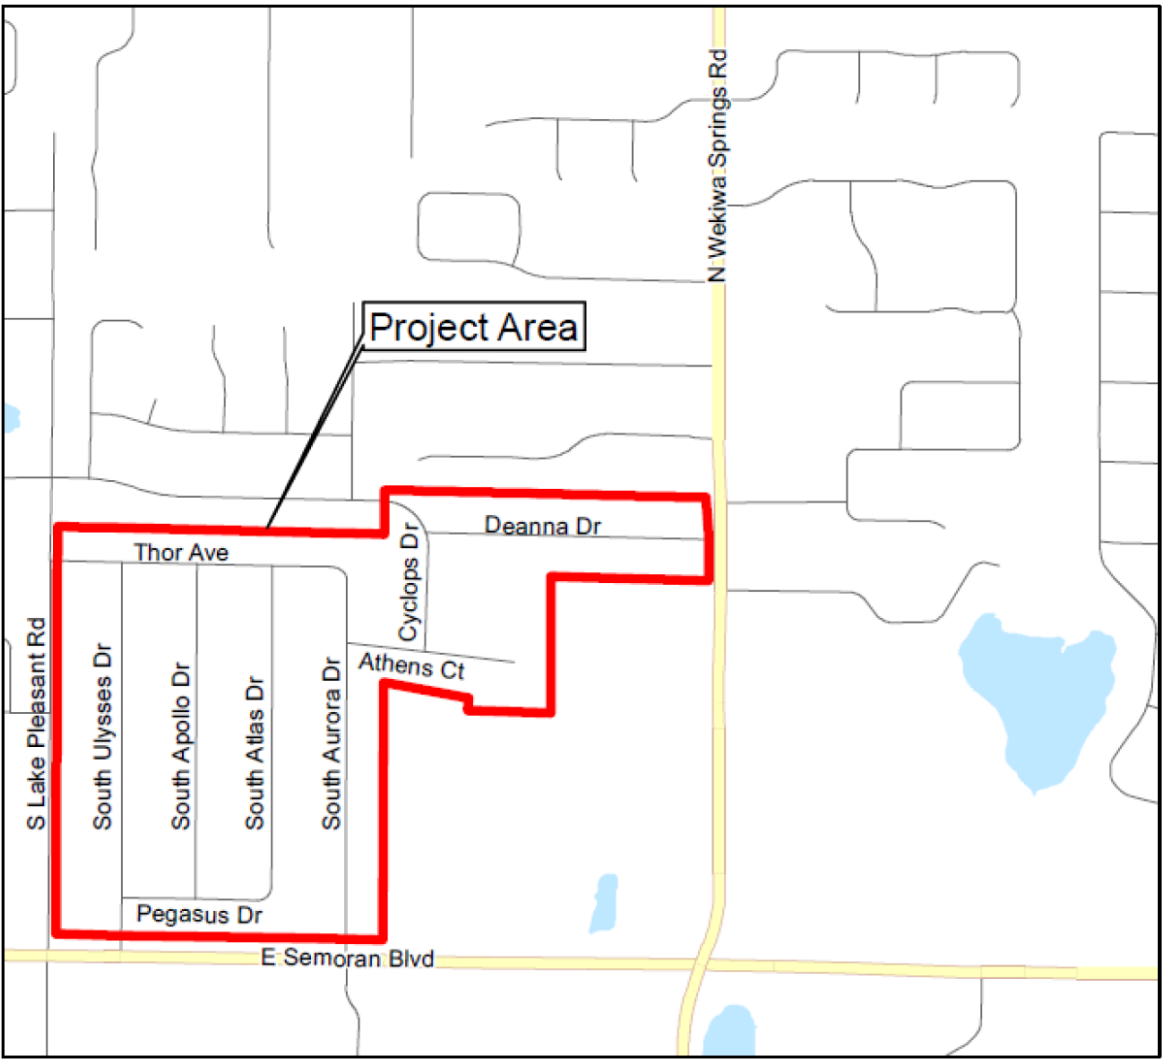 N Wekiwa Springs Rd
Project Area
Deanna Dr
Thor Ave
Cyclops Dr
Athens Ct
S Lake Pleasant Rd
South Ulysses Dr
South Apollo Dr
South Atlas Dr
South Aurora Dr
Pegasus Dr
E Semoran Blvd